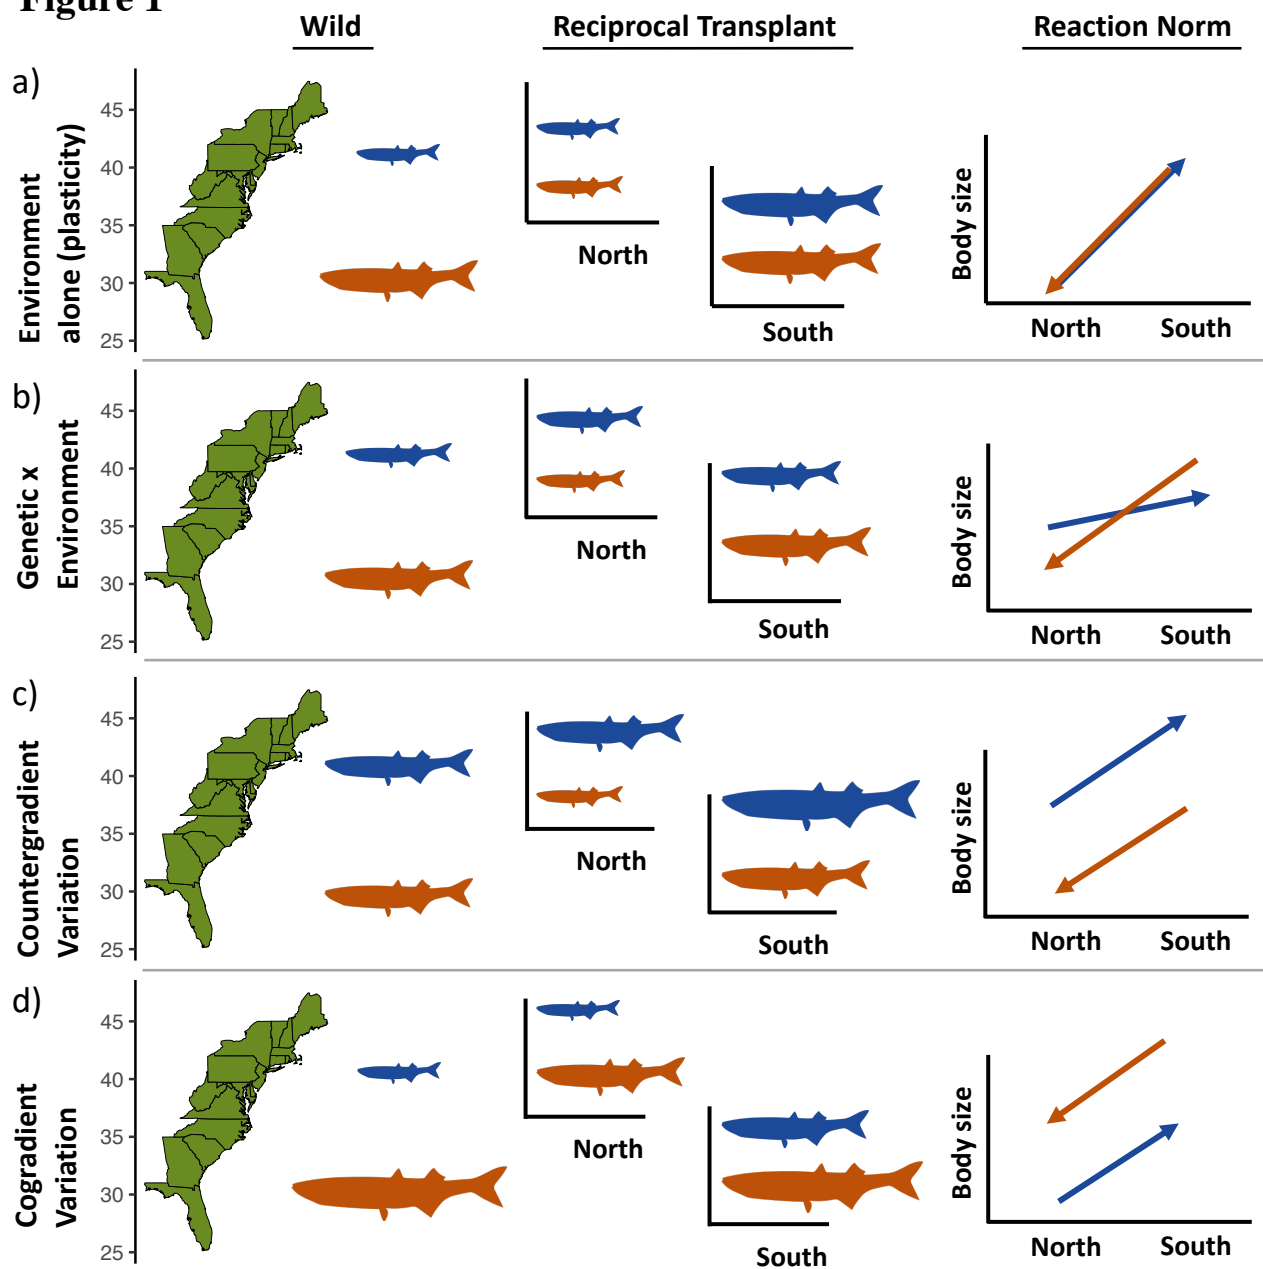 Figure 1
Wild
Reciprocal Transplant
Reaction Norm
a)
Environment
alone (plasticity)
45
40
35
30
25
North
South
Body size
North
South
b)
Genetic x
Environment
45
40
35
30
25
North
South
Body size
North
South
c)
Countergradient
Variation
45
40
35
30
25
North
South
Body size
North
South
d)
Cogradient
Variation
45
40
35
30
25
North
South
Body size
North
South